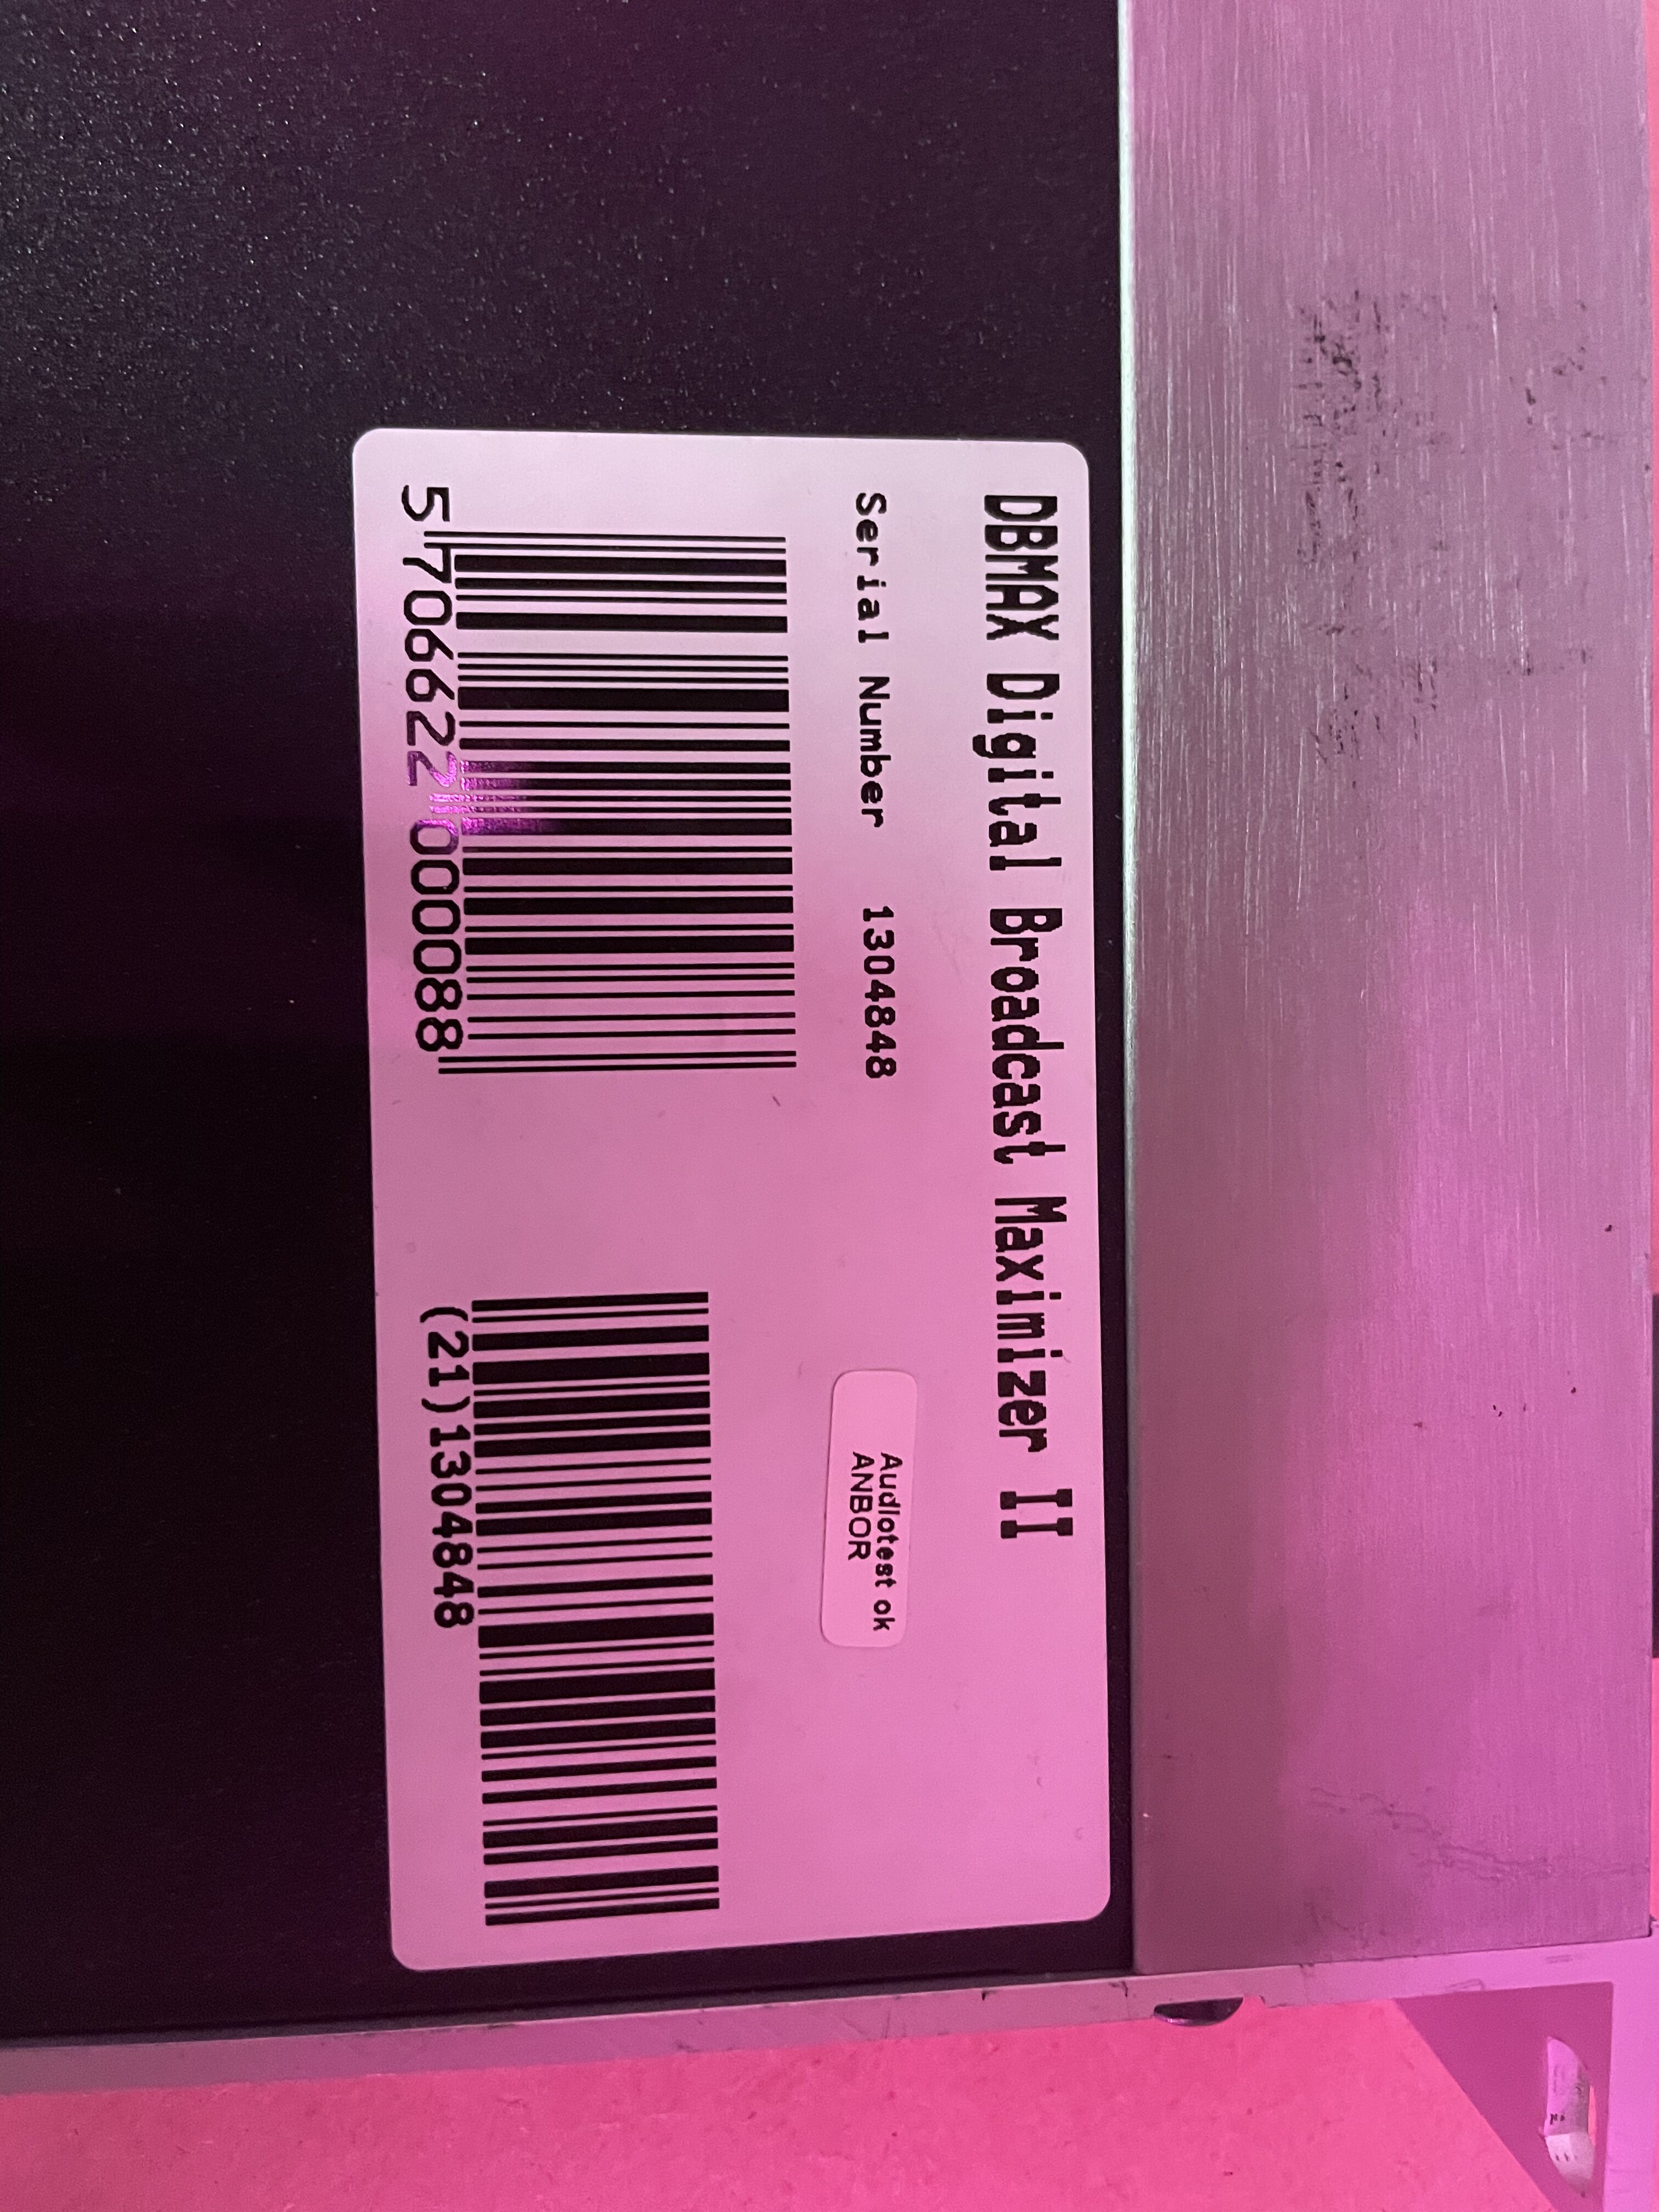 DBMAX Digital Broadcast Maximizer II
Serial Number 1304848
Audiotest ok
ANBOR
5 706622 000088
(21)1304848